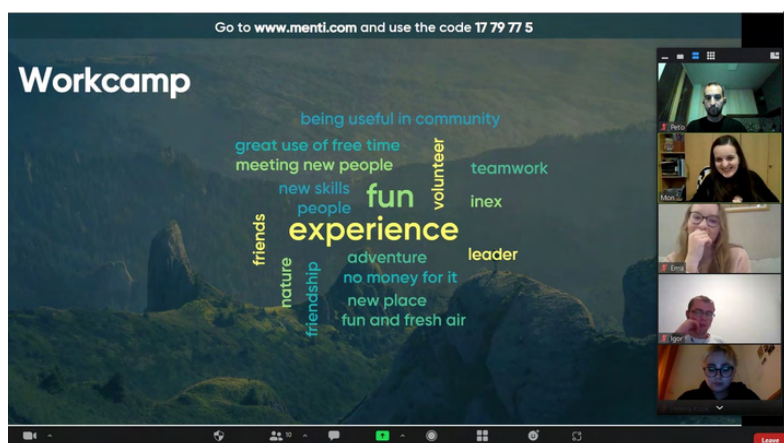 Go to www.menti.com and use the code 17 79 77 5
Workcamp
being useful in community
great use of free time
meeting new people
volunteer
teamwork
new skills
fun
people
inex
experience
friends
adventure
leader
nature
friendship
no money for it
new place
fun and fresh air
Peto
Mon
Ema
Igor
10
Leave